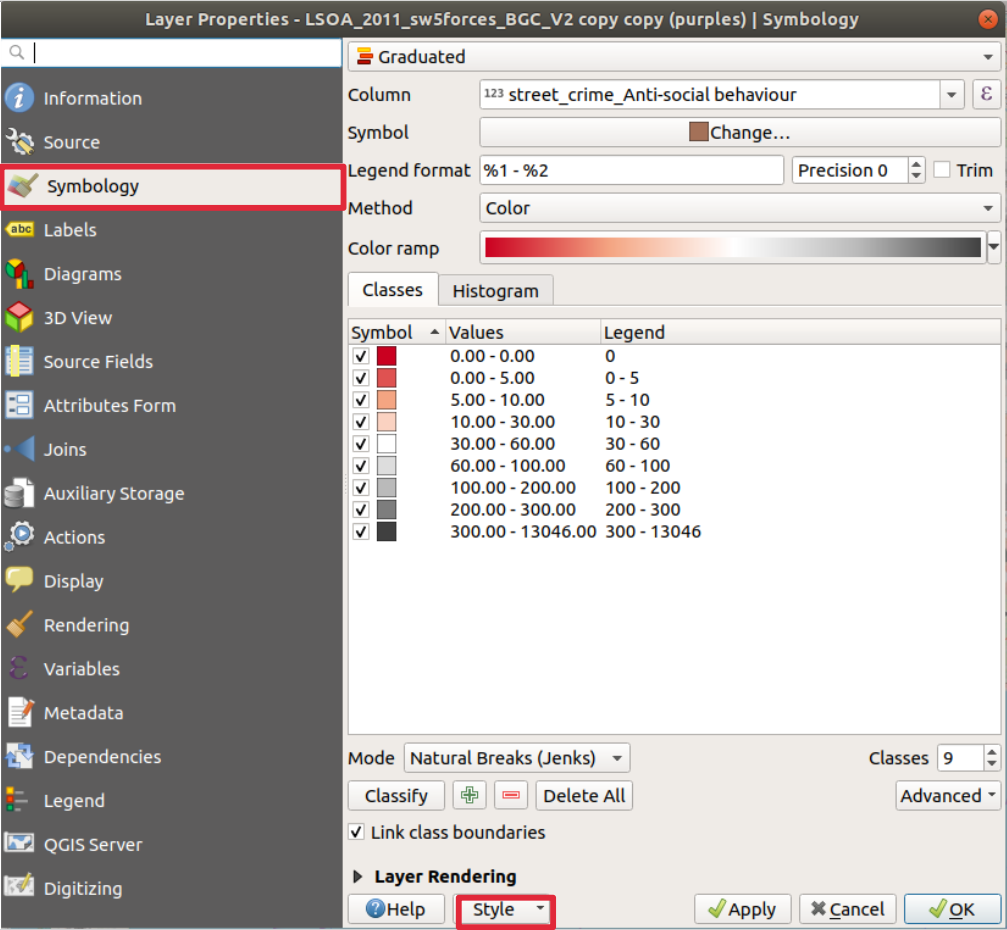 Layer Properties - LSOA_2011_sw5forces_BGC_V2 copy copy (purples) | Symbology
Information
Source
Symbology
abc Labels
Diagrams
3D View
Source Fields
Attributes Form
Joins
Auxiliary Storage
Actions
Display
Rendering
Variables
Metadata
Dependencies
Legend
QGIS Server
Digitizing
Graduated
Column 123 street_crime_Anti-social behaviour ε
Symbol Change...
Legend format %1 - %2 Precision 0 Trim
Method Color
Color ramp
Classes Histogram
Symbol Values Legend
0.00 - 0.00 0
0.00 - 5.00 0 - 5
5.00 - 10.00 5 - 10
10.00 - 30.00 10 - 30
30.00 - 60.00 30 - 60
60.00 - 100.00 60 - 100
100.00 - 200.00 100 - 200
200.00 - 300.00 200 - 300
300.00 - 13046.00 300 - 13046
Mode Natural Breaks (Jenks) Classes 9
Classify Delete All Advanced
Link class boundaries
Layer Rendering
Help Style Apply Cancel OK